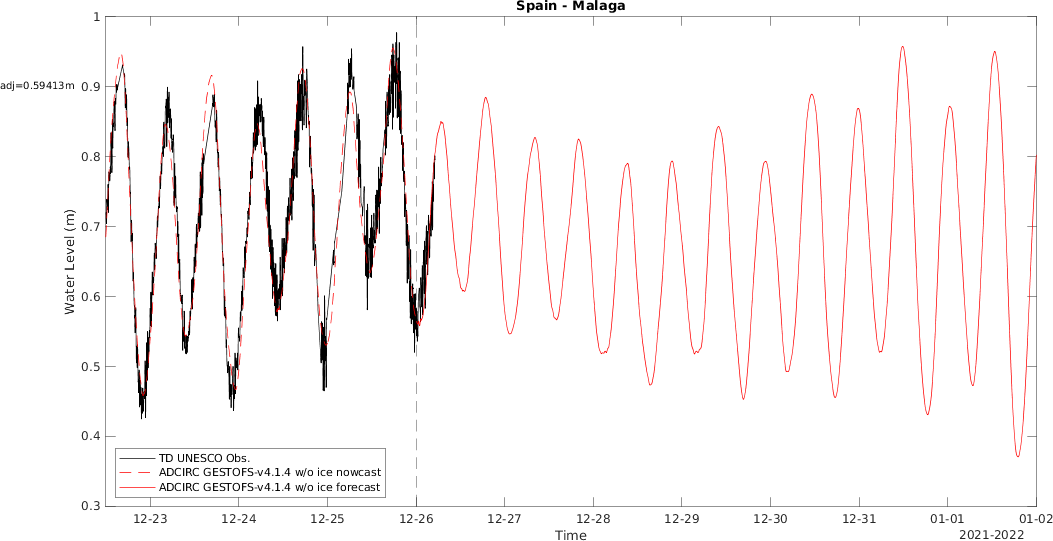 Spain - Malaga
adj=0.59413m
Water Level (m)
1
0.9
0.8
0.7
0.6
0.5
0.4
0.3
TD UNESCO Obs.
ADCIRC GESTOFS-v4.1.4 w/o ice nowcast
ADCIRC GESTOFS-v4.1.4 w/o ice forecast
12-23 12-24 12-25 12-26 12-27 12-28 12-29 12-30 12-31 01-01 01-02
Time
2021-2022